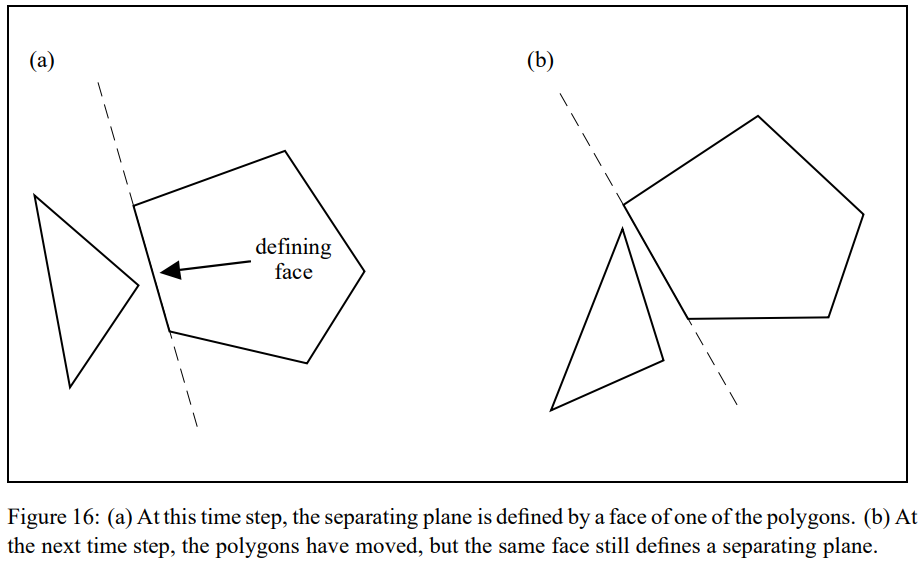 (a)
(b)
defining
face
Figure 16: (a) At this time step, the separating plane is defined by a face of one of the polygons. (b) At
the next time step, the polygons have moved, but the same face still defines a separating plane.